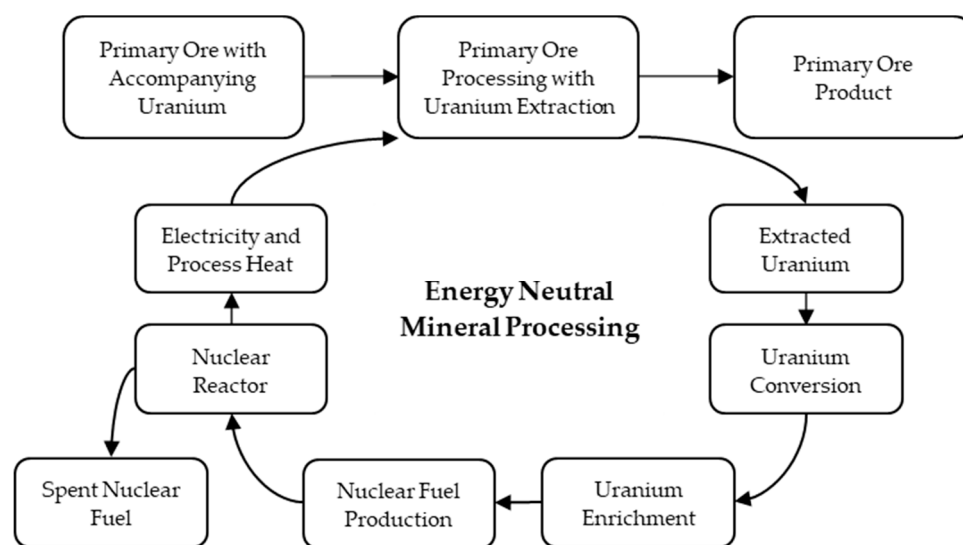 Primary Ore with
Accompanying
Uranium
Primary Ore
Processing with
Uranium Extraction
Primary Ore
Product
Electricity and
Process Heat
Extracted
Uranium
Energy Neutral
Mineral Processing
Nuclear
Reactor
Uranium
Conversion
Spent Nuclear
Fuel
Nuclear Fuel
Production
Uranium
Enrichment